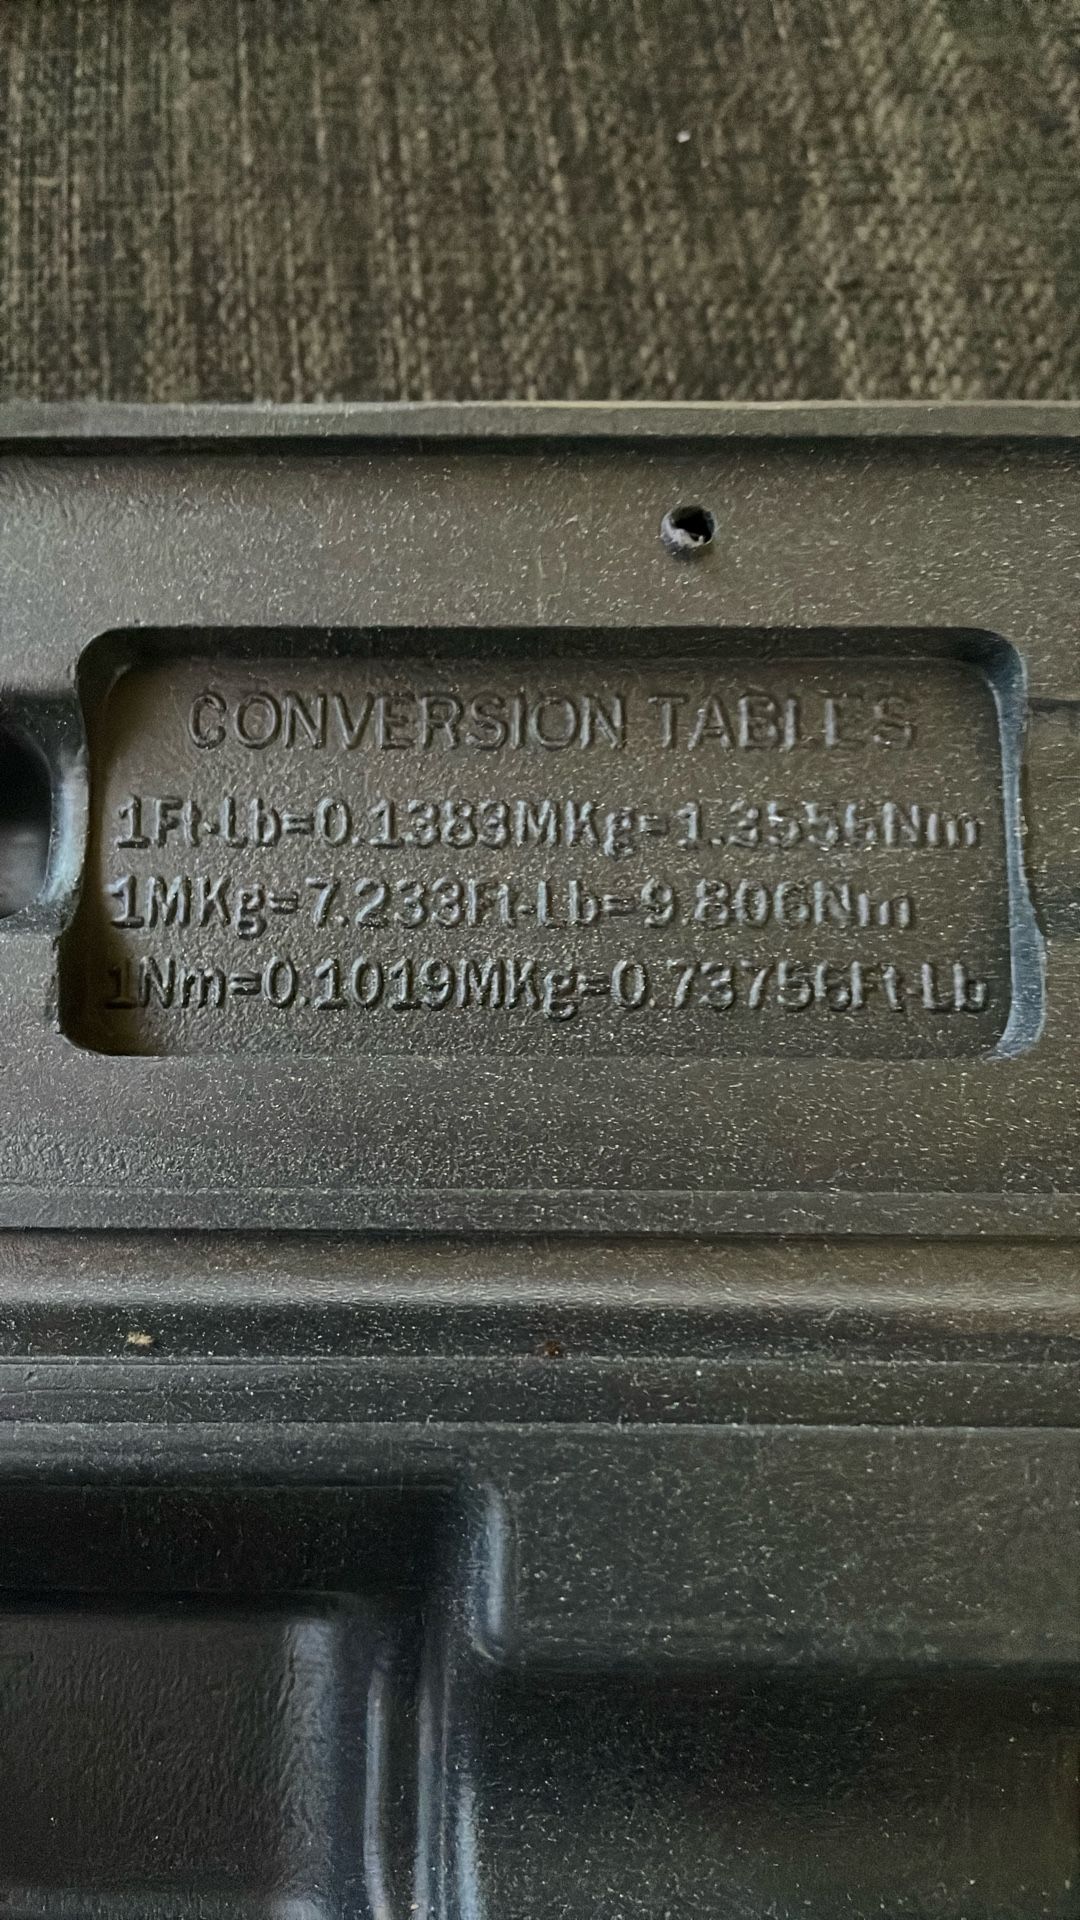 CONVERSION TABLES
1Ft-Lb=0.1383MKg=1.3556Nm
1MKg=7.233Ft-Lb=9.806Nm
1Nm=0.1019MKg=0.73756Ft-Lb